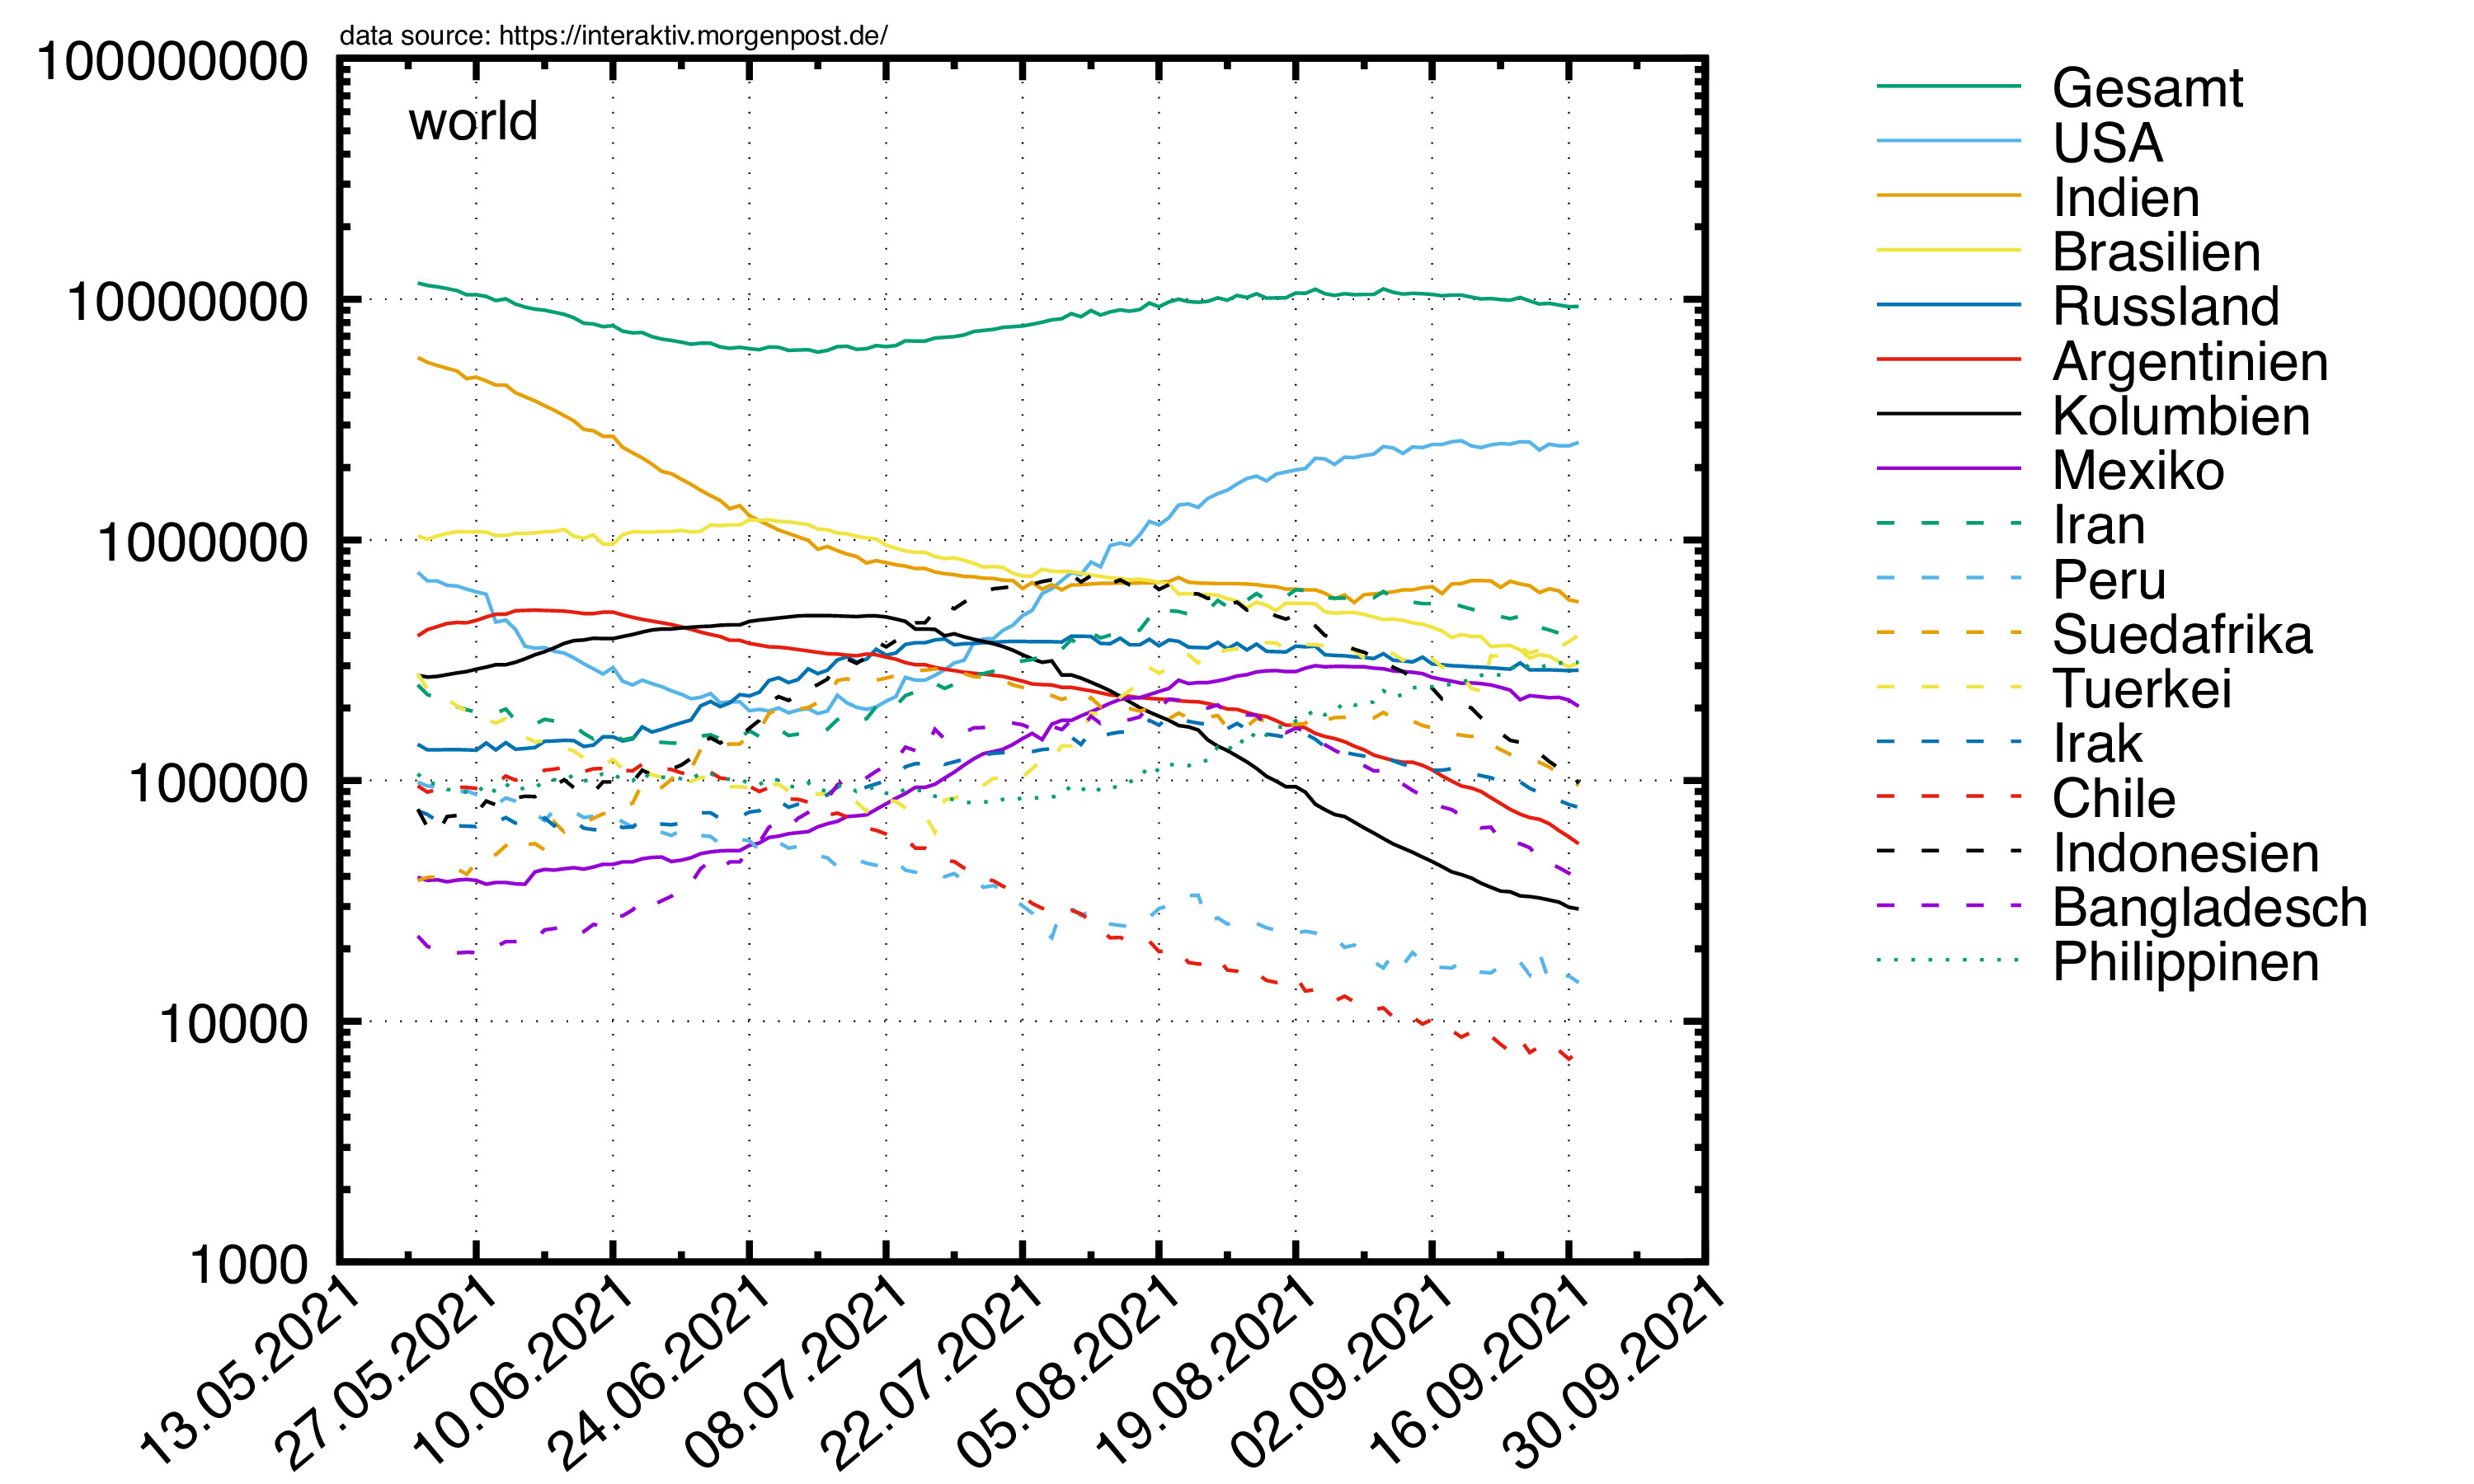 data source: https://interaktiv.morgenpost.de/
world
100000000
10000000
1000000
100000
10000
1000
13.05.2021
27.05.2021
10.06.2021
24.06.2021
08.07.2021
22.07.2021
05.08.2021
19.08.2021
02.09.2021
16.09.2021
30.09.2021
Gesamt
USA
Indien
Brasilien
Russland
Argentinien
Kolumbien
Mexiko
Iran
Peru
Suedafrika
Tuerkei
Irak
Chile
Indonesien
Bangladesch
Philippinen